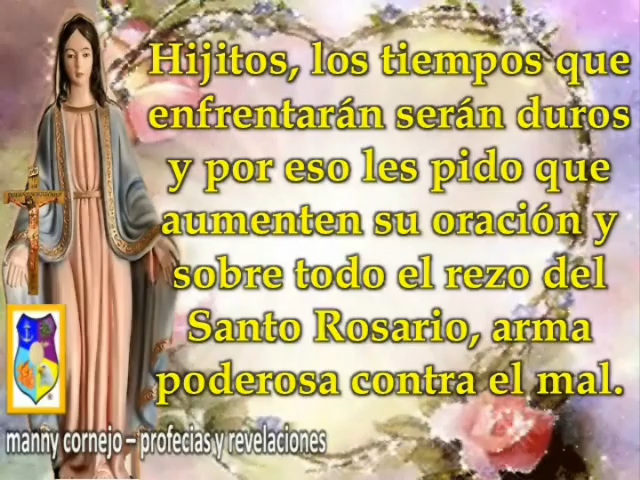 Hijitos, los tiempos que
enfrentarán serán duros
y por eso les pido que
aumenten su oración y
sobre todo el rezo del
Santo Rosario, arma
poderosa contra el mal.
manny cornejo – profecias y revelaciones